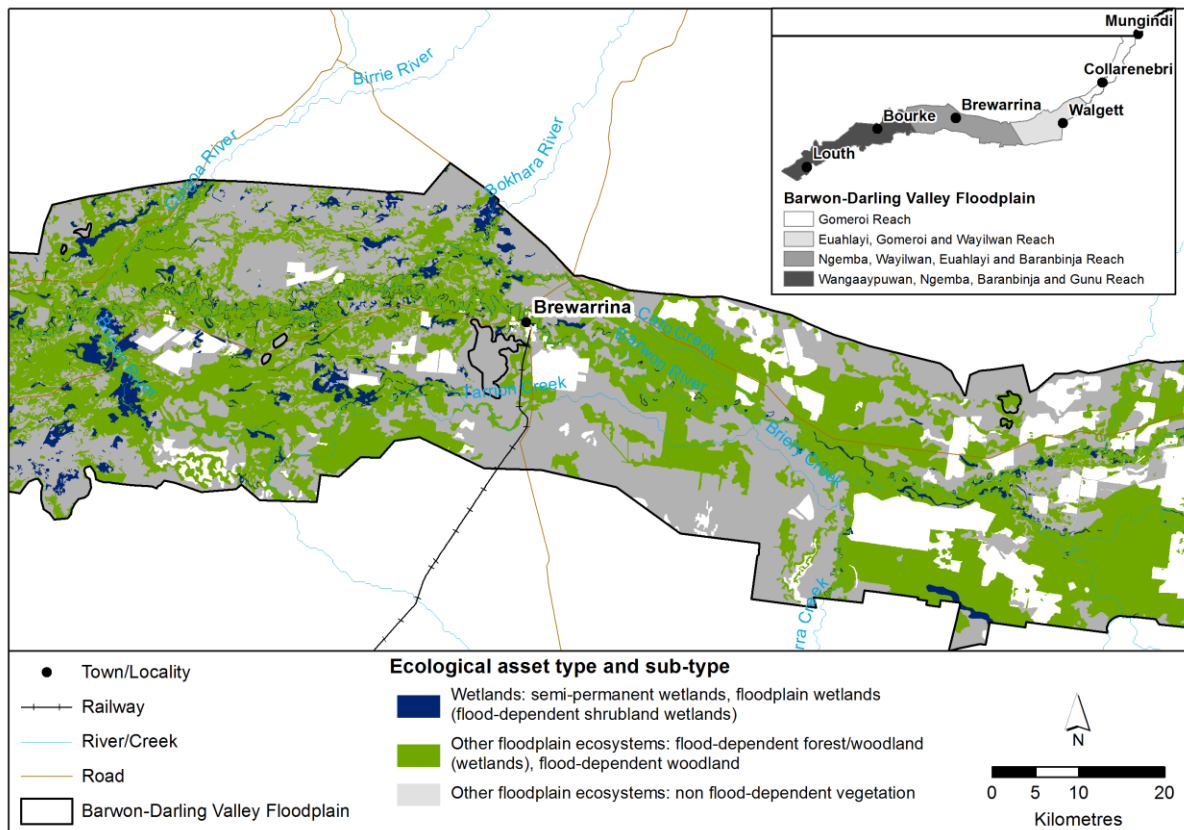 Mungindi
Collarenebri
Brewarrina
Walgett
Bourke
Louth
Barwon-Darling Valley Floodplain
Gomeroi Reach
Euahlayi, Gomeroi and Wayilwan Reach
Ngemba, Wayilwan, Euahlayi and Baranbinja Reach
Wangaaypuwan, Ngemba, Baranbinja and Gunu Reach
Birrie River
Culgoa River
Bokhara River
Brewarrina
Cato Creek
Barwon River
Tarrion Creek
Briery Creek
rra Creek
Town/Locality
Railway
River/Creek
Road
Barwon-Darling Valley Floodplain
Ecological asset type and sub-type
Wetlands: semi-permanent wetlands, floodplain wetlands
(flood-dependent shrubland wetlands)
Other floodplain ecosystems: flood-dependent forest/woodland
(wetlands), flood-dependent woodland
Other floodplain ecosystems: non flood-dependent vegetation
N
0 5 10 20
Kilometres